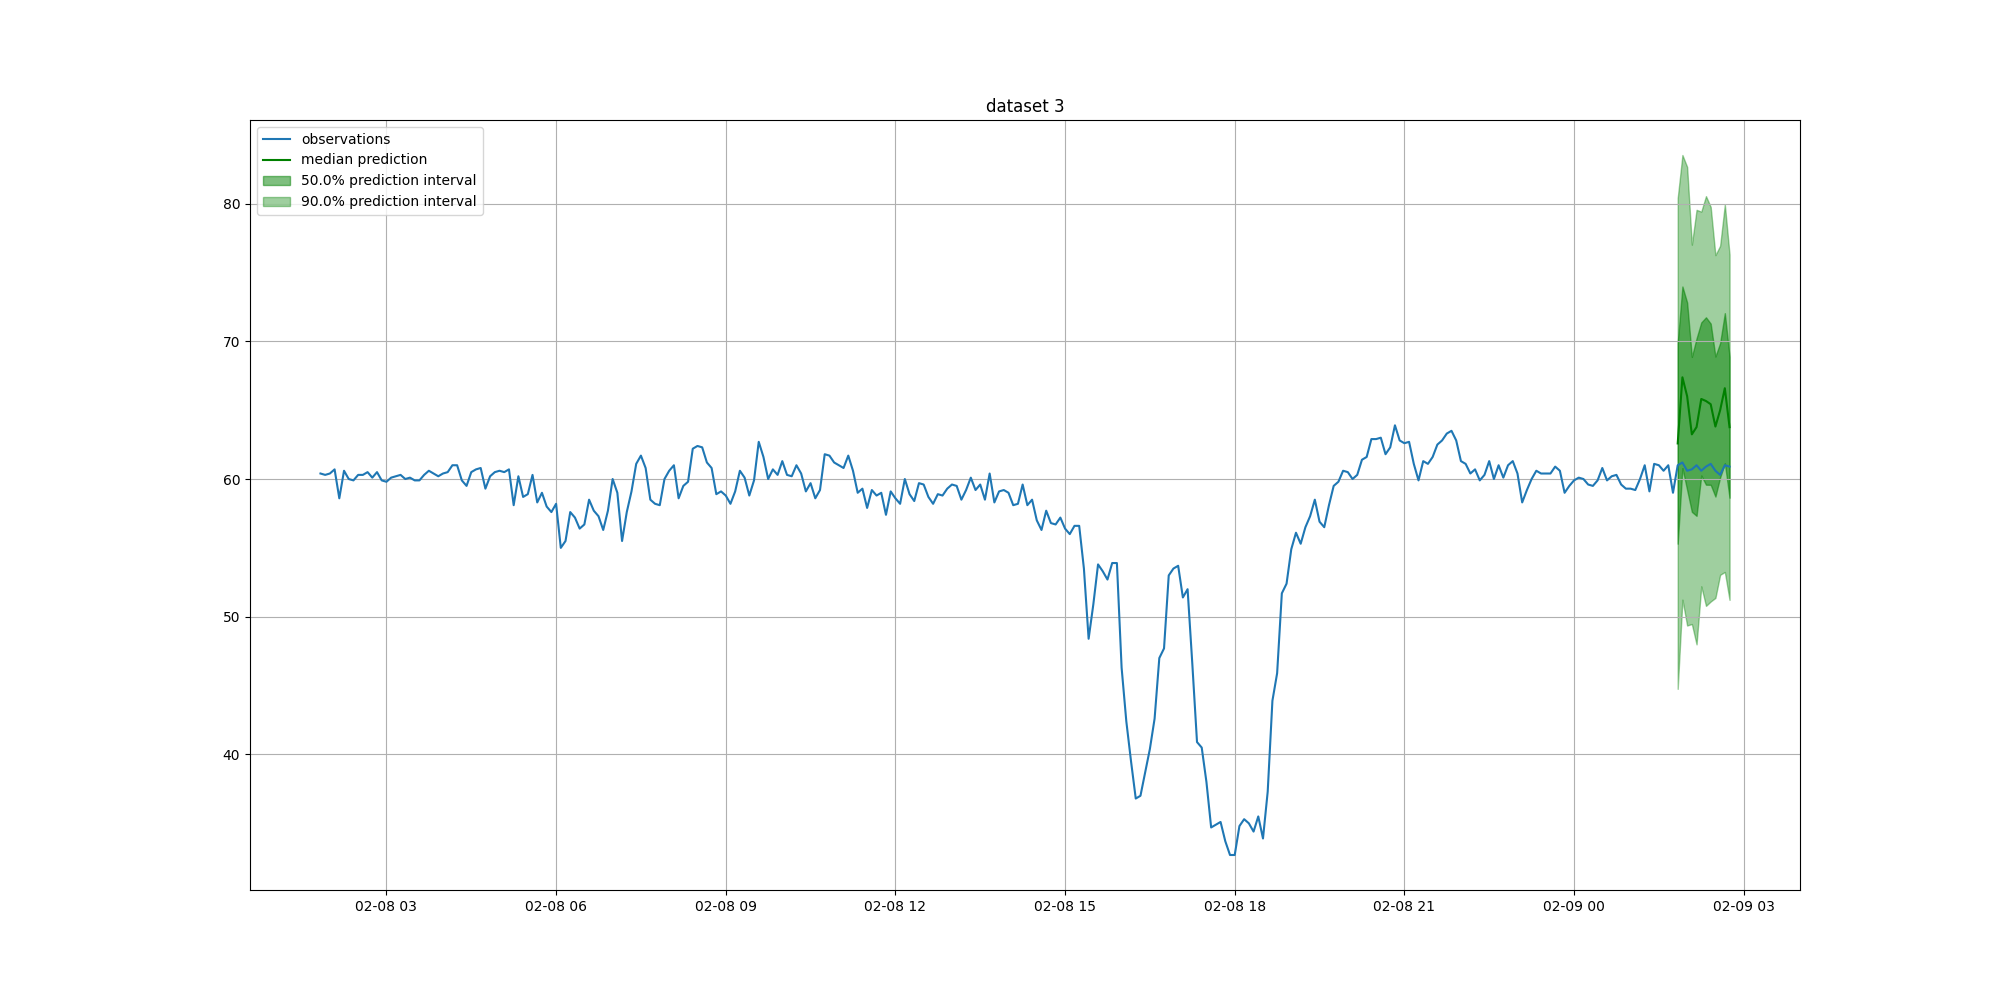 dataset 3
observations
median prediction
50.0% prediction interval
90.0% prediction interval
80
70
60
50
40
02-08 03
02-08 06
02-08 09
02-08 12
02-08 15
02-08 18
02-08 21
02-09 00
02-09 03